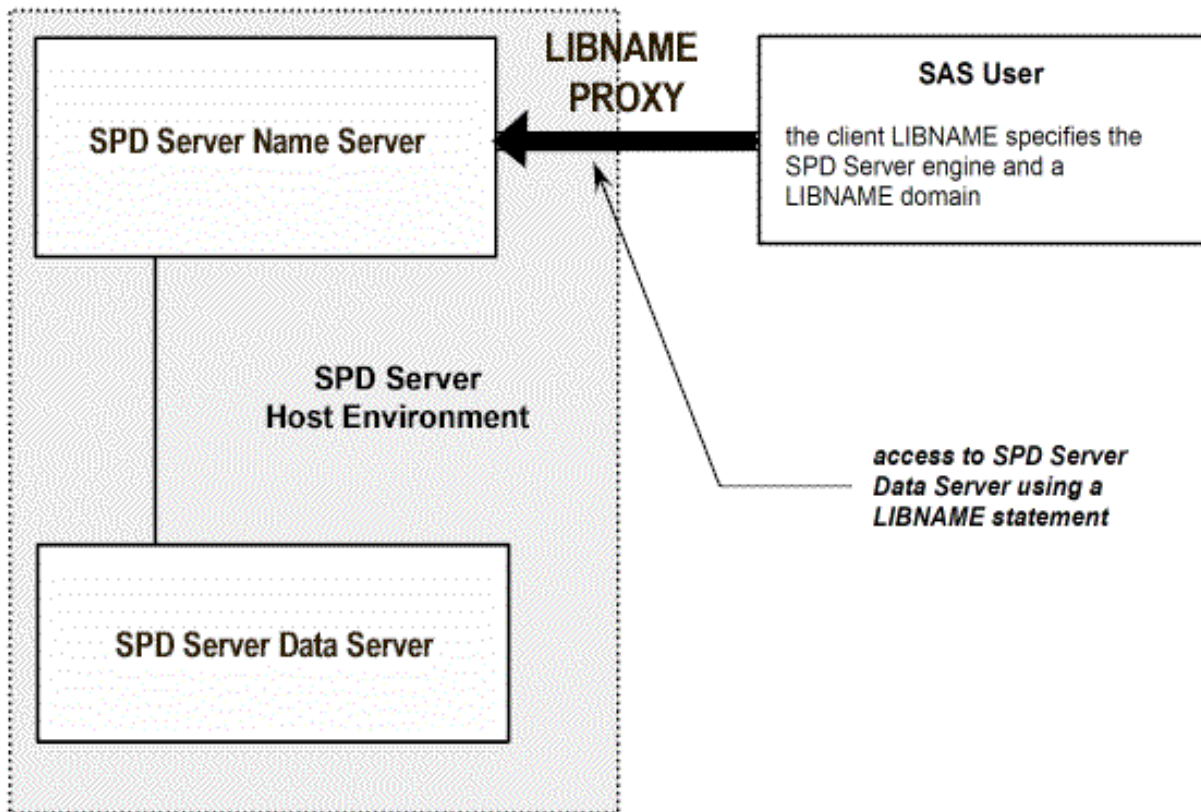 LIBNAME
PROXY
SPD Server Name Server
SAS User
the client LIBNAME specifies the
SPD Server engine and a
LIBNAME domain
SPD Server
Host Environment
access to SPD Server
Data Server using a
LIBNAME statement
SPD Server Data Server